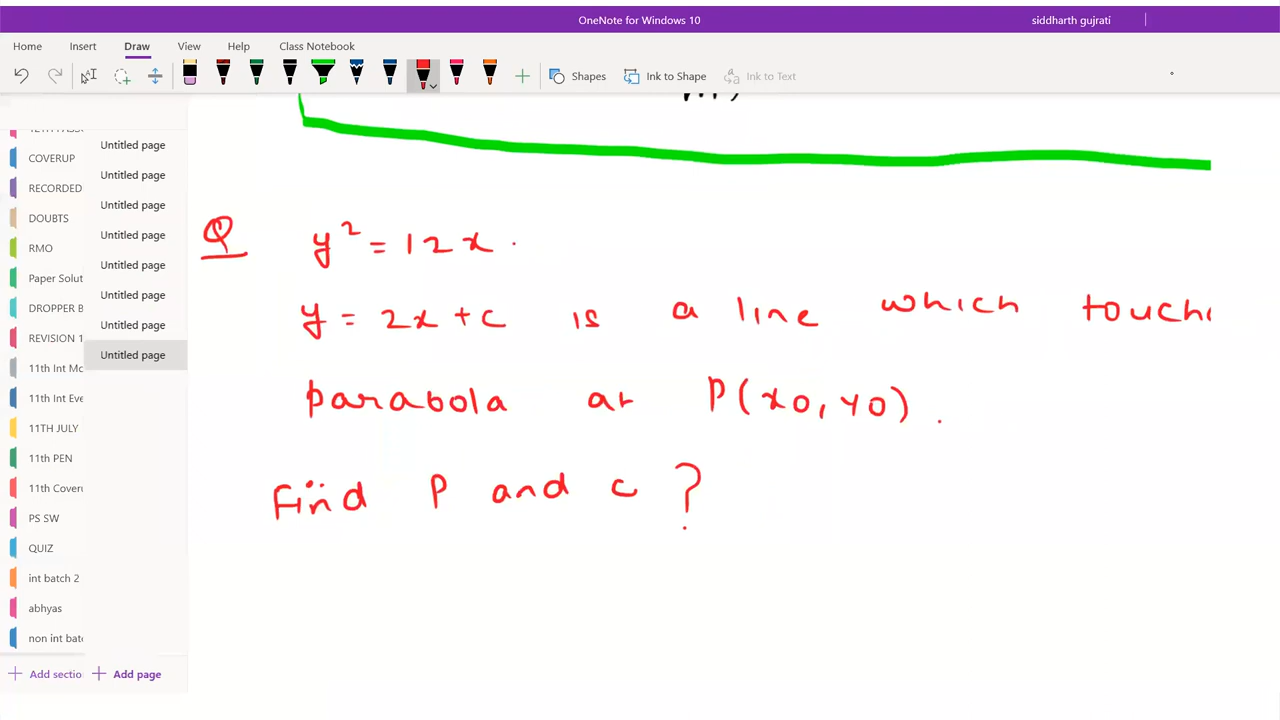 OneNote for Windows 10
siddharth gujrati
Home Insert Draw View Help Class Notebook
Shapes Ink to Shape Ink to Text
COVERUP
RECORDED
DOUBTS
RMO
Paper Solut
DROPPER B
REVISION 1
11th Int Mc
11th Int Eve
11TH JULY
11th PEN
11th Cover
PS SW
QUIZ
int batch 2
abhyas
non int batc
Add sectio
Untitled page
Untitled page
Untitled page
Untitled page
Untitled page
Untitled page
Untitled page
Untitled page
Add page
Q y² = 12x.
y = 2x + c is a line which touch
parabola at P(x0, y0).
Find P and c ?